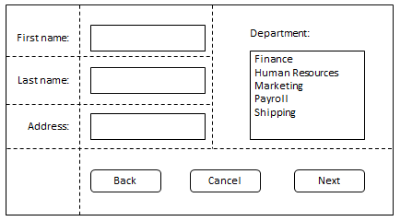 First name:
Last name:
Address:
Department:
Finance
Human Resources
Marketing
Payroll
Shipping
Back
Cancel
Next